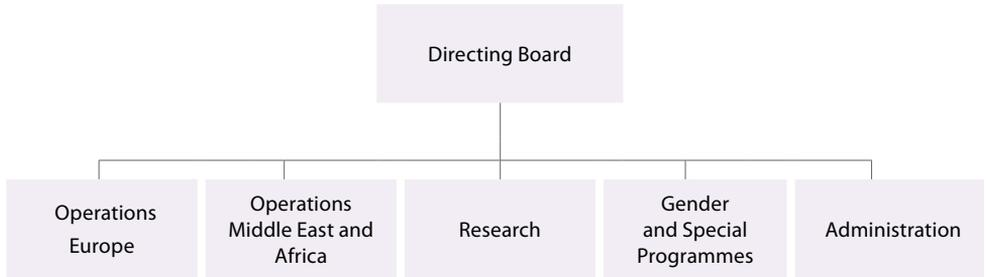 Directing Board
Operations
Europe
Operations
Middle East and
Africa
Research
Gender
and Special
Programmes
Administration